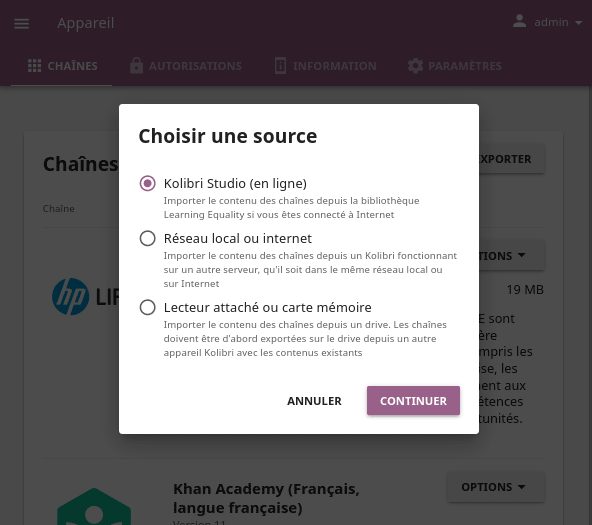 Appareil
admin
CHAÎNES
AUTORISATIONS
INFORMATION
PARAMÈTRES
Choisir une source
Kolibri Studio (en ligne)
Importer le contenu des chaînes depuis la bibliothèque
Learning Equality si vous êtes connecté à Internet
Réseau local ou internet
Importer le contenu des chaînes depuis un Kolibri fonctionnant
sur un autre serveur, qu'il soit dans le même réseau local ou
sur Internet
Lecteur attaché ou carte mémoire
Importer le contenu des chaînes depuis un drive. Les chaînes
doivent être d'abord exportées sur le drive depuis un autre
appareil Kolibri avec les contenus existants
ANNULER
CONTINUER
Chaînes
XPORTER
Chaîne
TIONS
hp LIF
19 MB
E sont
ère
mpris les
ise, les
nent aux
étences
tunités.
Khan Academy (Français,
langue française)
OPTIONS
Version 11